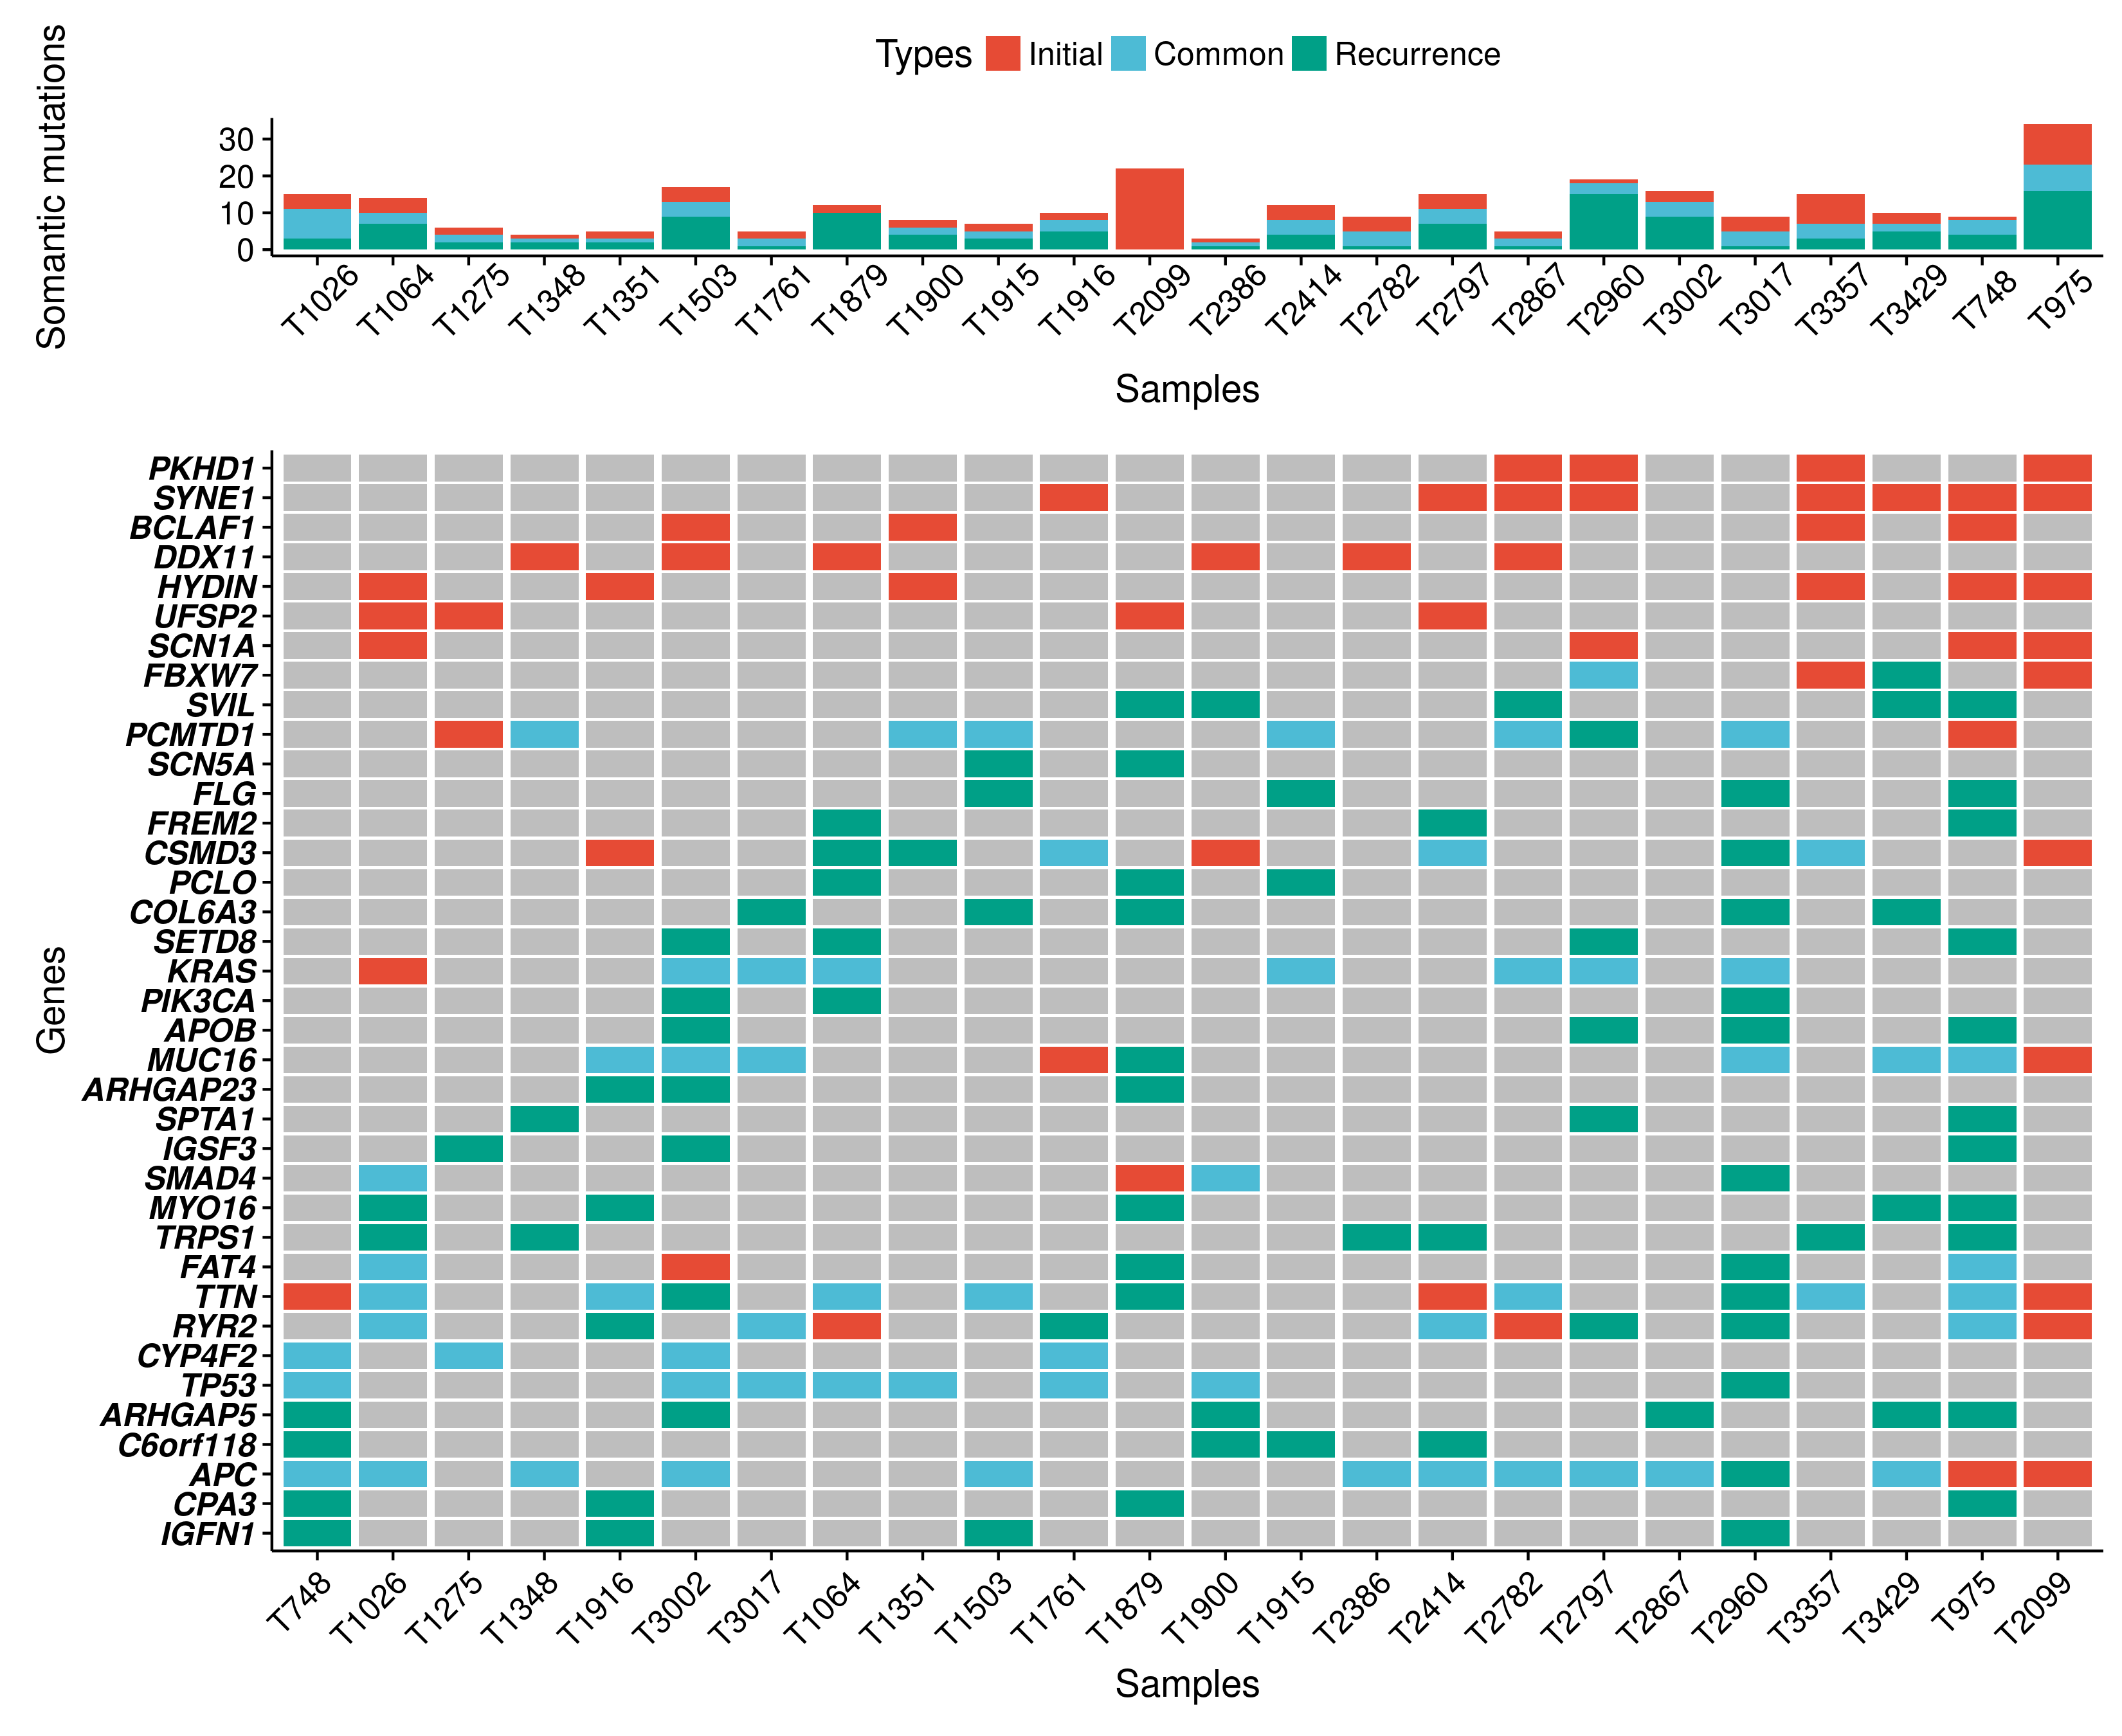 Types Initial Common Recurrence
Somantic mutations
30
20
10
0
T1026 T1064 T1275 T1348 T1351 T1503 T1761 T1879 T1900 T1915 T1916 T2099 T2386 T2414 T2782 T2797 T2867 T2960 T3002 T3017 T3357 T3429 T748 T975
Samples
Genes
PKHD1
SYNE1
BCLAF1
DDX11
HYDIN
UFSP2
SCN1A
FBXW7
SVIL
PCMTD1
SCN5A
FLG
FREM2
CSMD3
PCLO
COL6A3
SETD8
KRAS
PIK3CA
APOB
MUC16
ARHGAP23
SPTA1
IGSF3
SMAD4
MYO16
TRPS1
FAT4
TTN
RYR2
CYP4F2
TP53
ARHGAP5
C6orf118
APC
CPA3
IGFN1
T748 T1026 T1275 T1348 T1916 T3002 T3017 T1064 T1351 T1503 T1761 T1879 T1900 T1915 T2386 T2414 T2782 T2797 T2867 T2960 T3357 T3429 T975 T2099
Samples